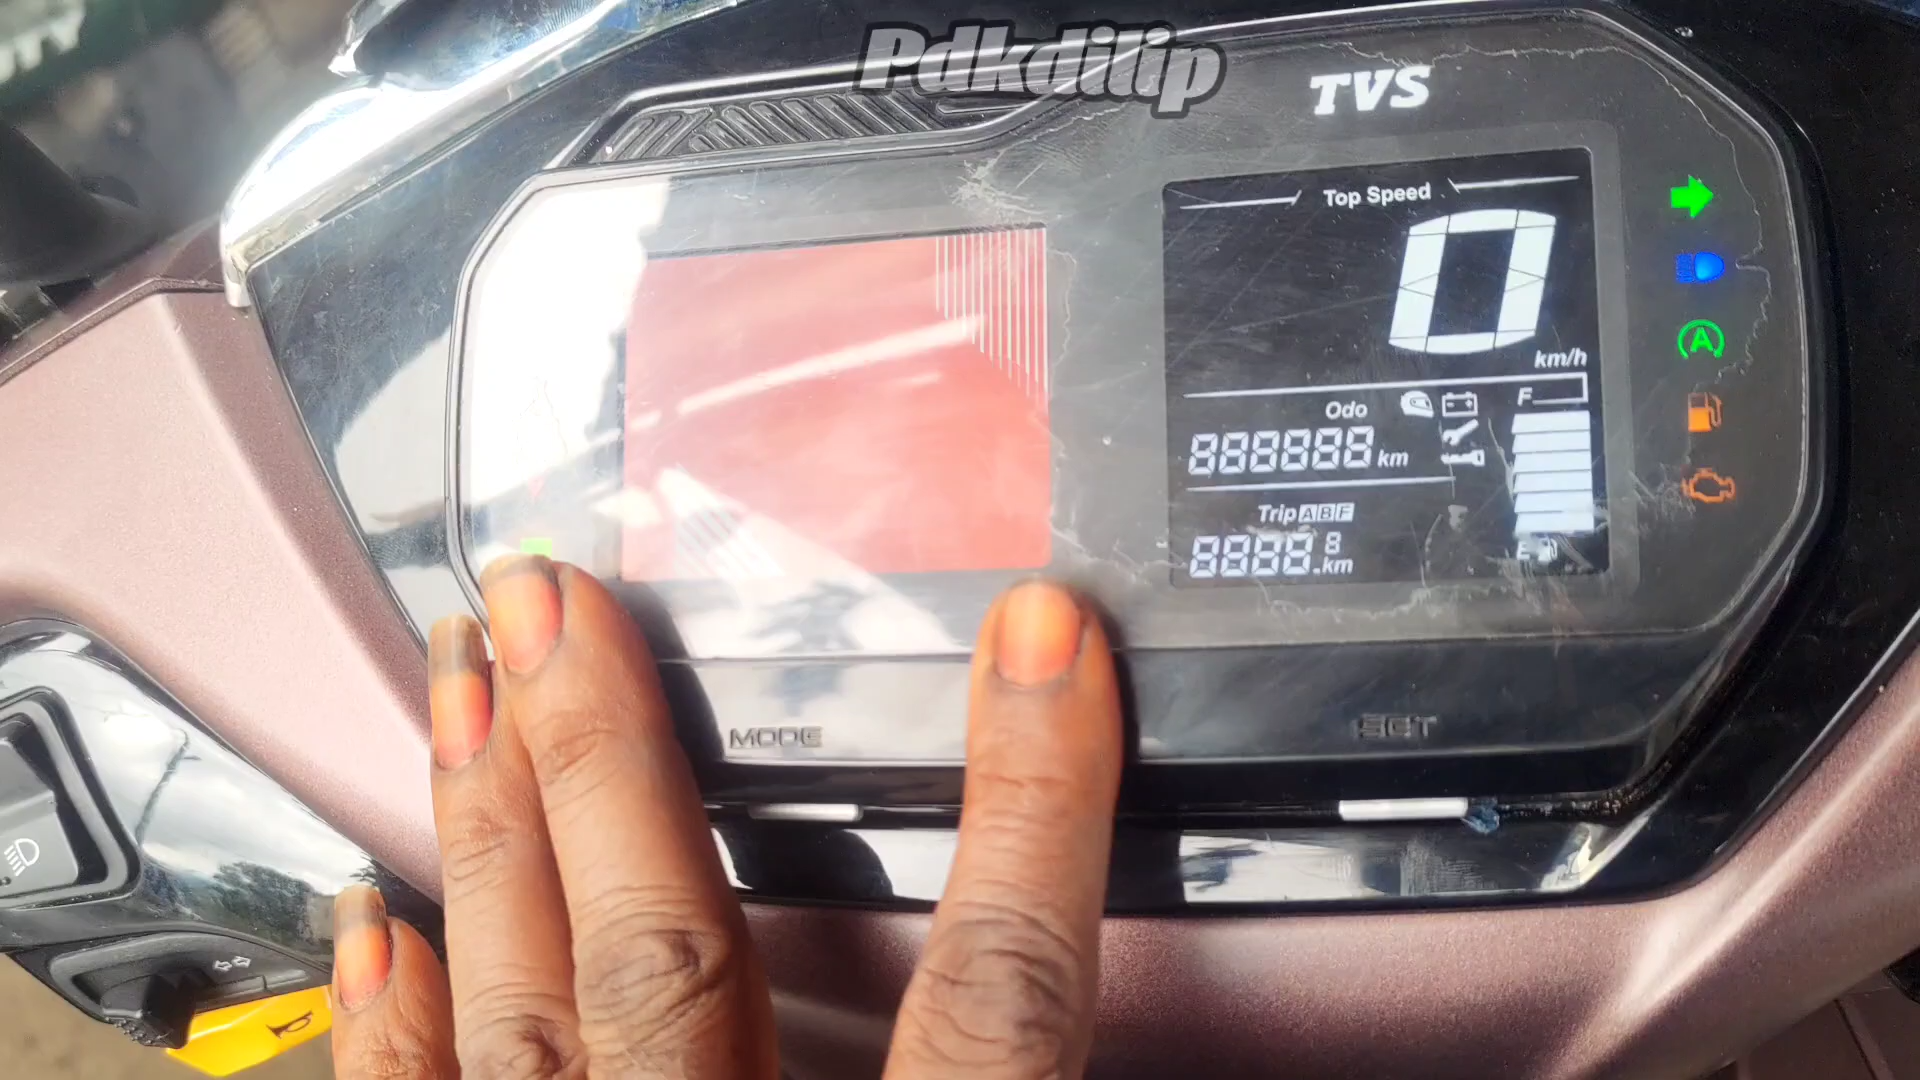 Pdkdilip
TVS
Top Speed
0
km/h
Odo
F
888888 km
Trip A B F
8888.8 km
E
MODE
SET